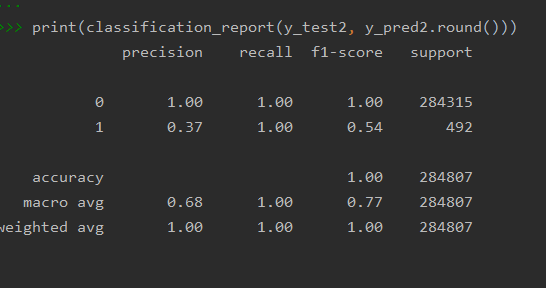 ...
>>> print(classification_report(y_test2, y_pred2.round()))
precision recall f1-score support
0 1.00 1.00 1.00 284315
1 0.37 1.00 0.54 492
accuracy 1.00 284807
macro avg 0.68 1.00 0.77 284807
weighted avg 1.00 1.00 1.00 284807